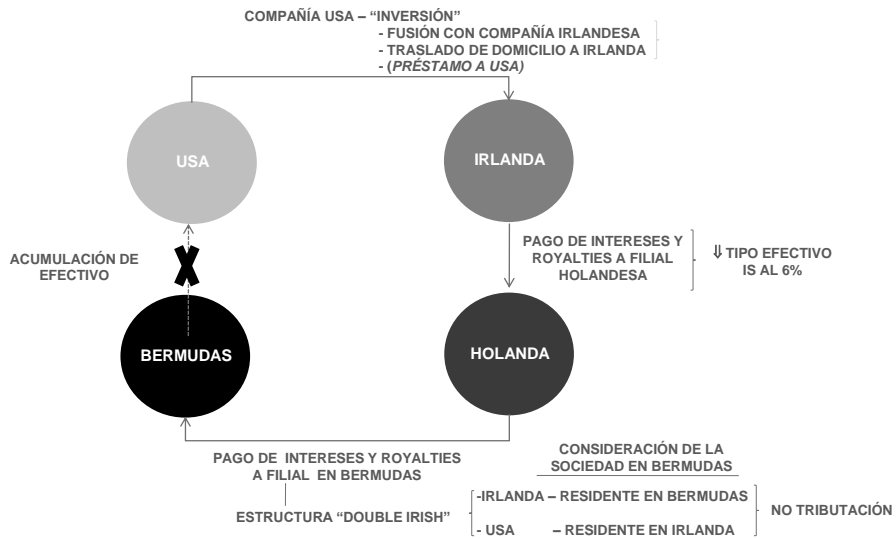 COMPAÑÍA USA – “INVERSIÓN”
- FUSIÓN CON COMPAÑÍA IRLANDESA
- TRASLADO DE DOMICILIO A IRLANDA
- (PRÉSTAMO A USA)
USA
IRLANDA
PAGO DE INTERESES Y
ROYALTIES A FILIAL
HOLANDESA
⇓ TIPO EFECTIVO
IS AL 6%
ACUMULACIÓN DE
EFECTIVO
BERMUDAS
HOLANDA
PAGO DE INTERESES Y ROYALTIES
A FILIAL EN BERMUDAS
ESTRUCTURA “DOUBLE IRISH”
CONSIDERACIÓN DE LA
SOCIEDAD EN BERMUDAS
-IRLANDA – RESIDENTE EN BERMUDAS
- USA – RESIDENTE EN IRLANDA
NO TRIBUTACIÓN